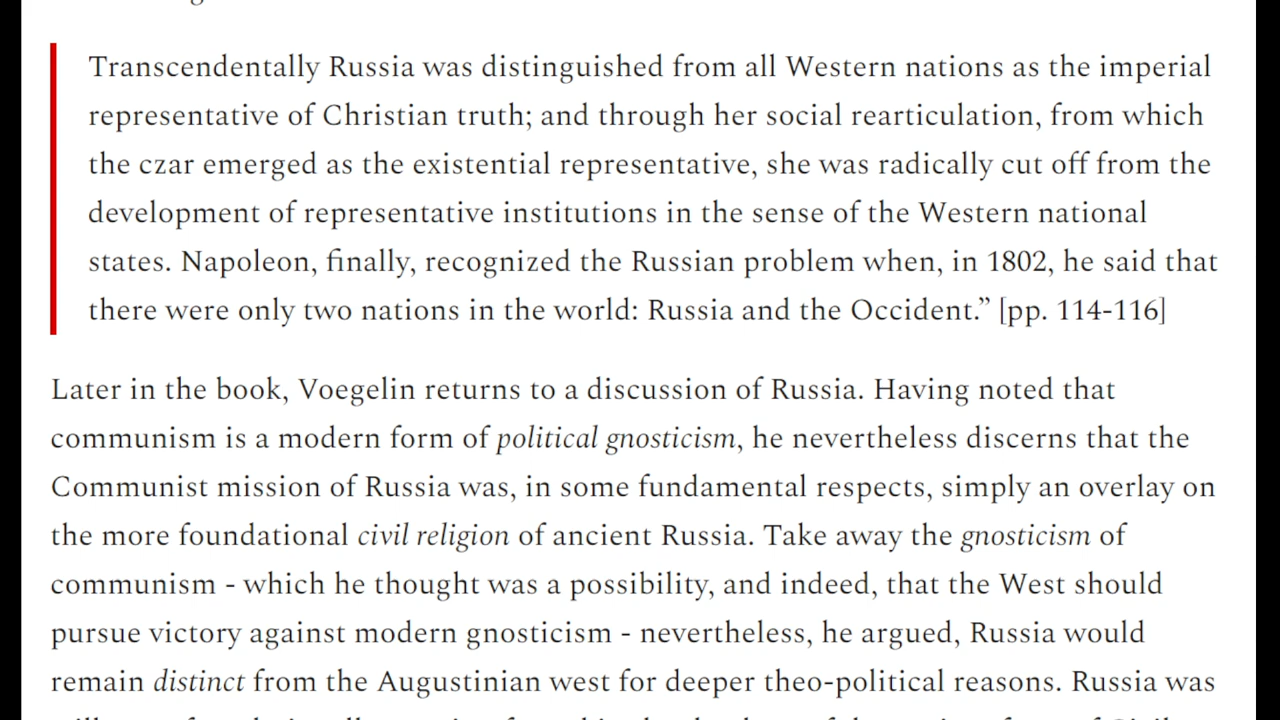 Transcendentally Russia was distinguished from all Western nations as the imperial
representative of Christian truth; and through her social rearticulation, from which
the czar emerged as the existential representative, she was radically cut off from the
development of representative institutions in the sense of the Western national
states. Napoleon, finally, recognized the Russian problem when, in 1802, he said that
there were only two nations in the world: Russia and the Occident.” [pp. 114-116]
Later in the book, Voegelin returns to a discussion of Russia. Having noted that
communism is a modern form of political gnosticism, he nevertheless discerns that the
Communist mission of Russia was, in some fundamental respects, simply an overlay on
the more foundational civil religion of ancient Russia. Take away the gnosticism of
communism - which he thought was a possibility, and indeed, that the West should
pursue victory against modern gnosticism - nevertheless, he argued, Russia would
remain distinct from the Augustinian west for deeper theo-political reasons. Russia was